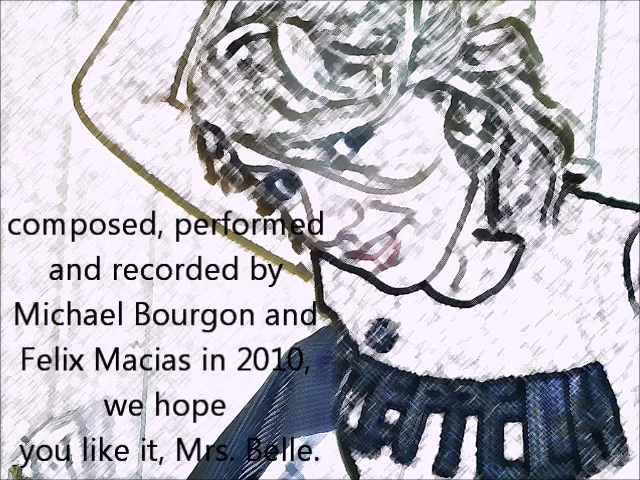 composed, performed
and recorded by
Michael Bourgon and
Felix Macias in 2010,
we hope
you like it, Mrs. Belle.